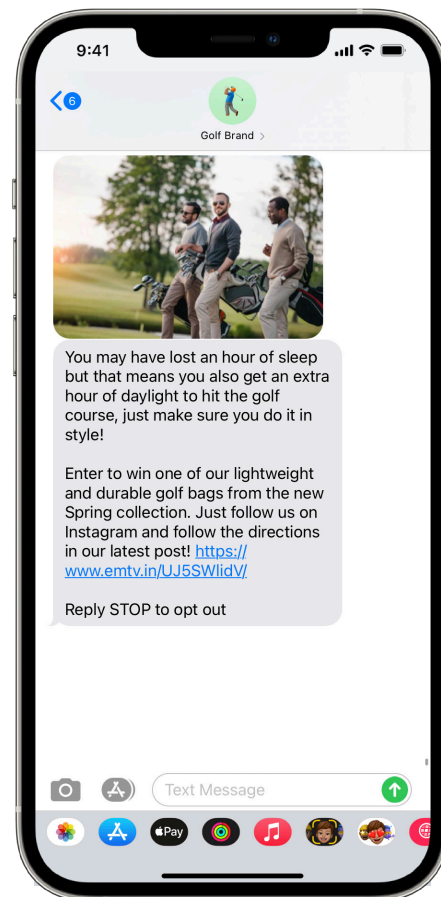 9:41
6
Golf Brand >
You may have lost an hour of sleep
but that means you also get an extra
hour of daylight to hit the golf
course, just make sure you do it in
style!
Enter to win one of our lightweight
and durable golf bags from the new
Spring collection. Just follow us on
Instagram and follow the directions
in our latest post! https://
www.emtv.in/UJ5SWlidV/
Reply STOP to opt out
Text Message
Pay